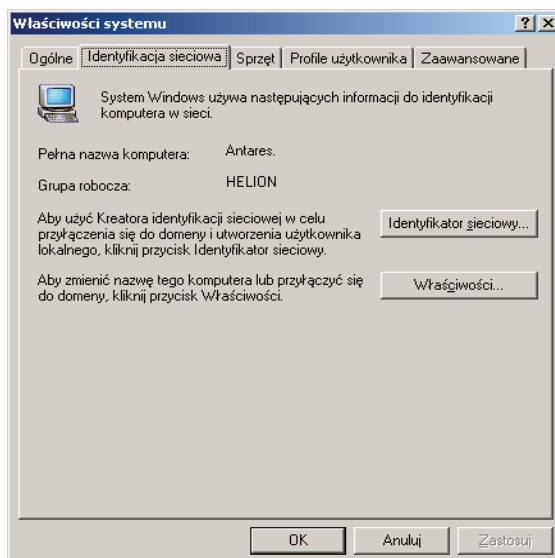 Właściwości systemu
Ogólne Identyfikacja sieciowa Sprzęt Profile użytkownika Zaawansowane
System Windows używa następujących informacji do identyfikacji
komputera w sieci.
Pełna nazwa komputera: Antares.
Grupa robocza: HELION
Aby użyć Kreatora identyfikacji sieciowej w celu
przyłączenia się do domeny i utworzenia użytkownika
lokalnego, kliknij przycisk Identyfikator sieciowy.
Identyfikator sieciowy...
Aby zmienić nazwę tego komputera lub przyłączyć się
do domeny, kliknij przycisk Właściwości.
Właściwości...
OK Anuluj Zastosuj